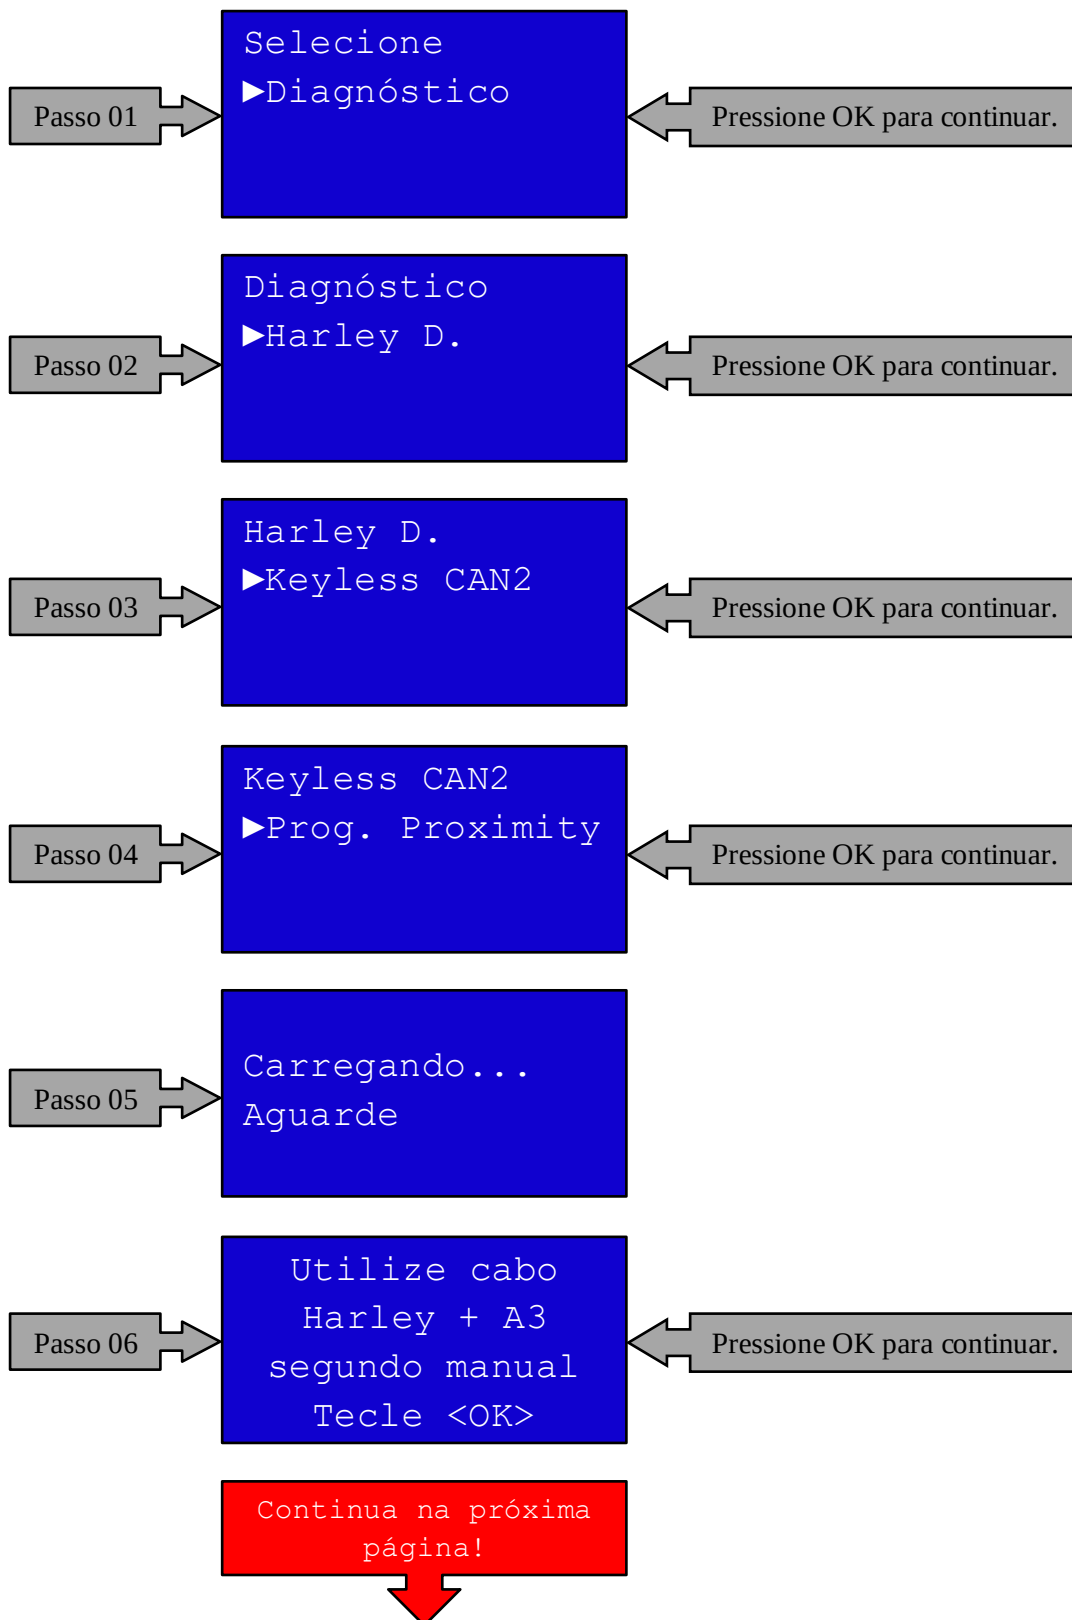 Selecione
►Diagnóstico
Passo 01
Pressione OK para continuar.
Diagnóstico
►Harley D.
Passo 02
Pressione OK para continuar.
Harley D.
►Keyless CAN2
Passo 03
Pressione OK para continuar.
Keyless CAN2
►Prog. Proximity
Passo 04
Pressione OK para continuar.
Carregando...
Aguarde
Passo 05
Utilize cabo
Harley + A3
segundo manual
Tecle <OK>
Passo 06
Pressione OK para continuar.
Continua na próxima
página!